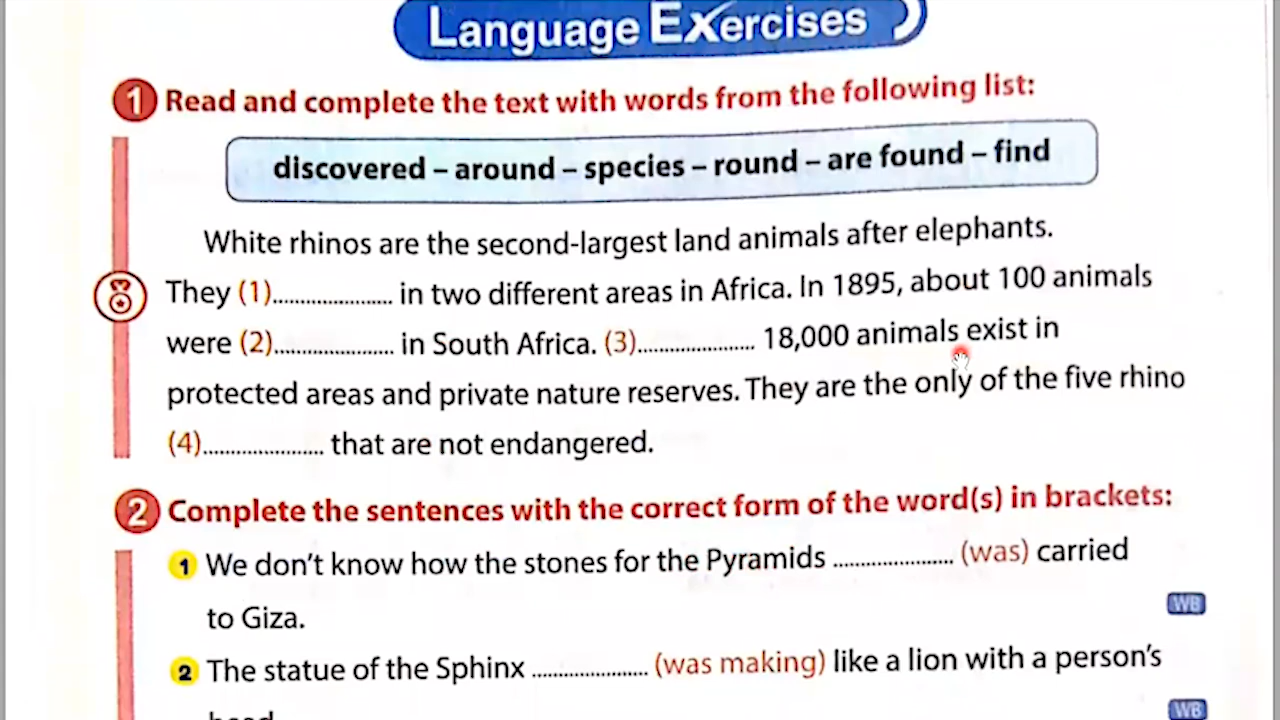 Language Exercises
1 Read and complete the text with words from the following list:
discovered – around – species – round – are found – find
White rhinos are the second-largest land animals after elephants.
They (1)...................... in two different areas in Africa. In 1895, about 100 animals
were (2)...................... in South Africa. (3)...................... 18,000 animals exist in
protected areas and private nature reserves. They are the only of the five rhino
(4)...................... that are not endangered.
2 Complete the sentences with the correct form of the word(s) in brackets:
1 We don't know how the stones for the Pyramids ...................... (was) carried
to Giza.
WB
2 The statue of the Sphinx ...................... (was making) like a lion with a person's
WB